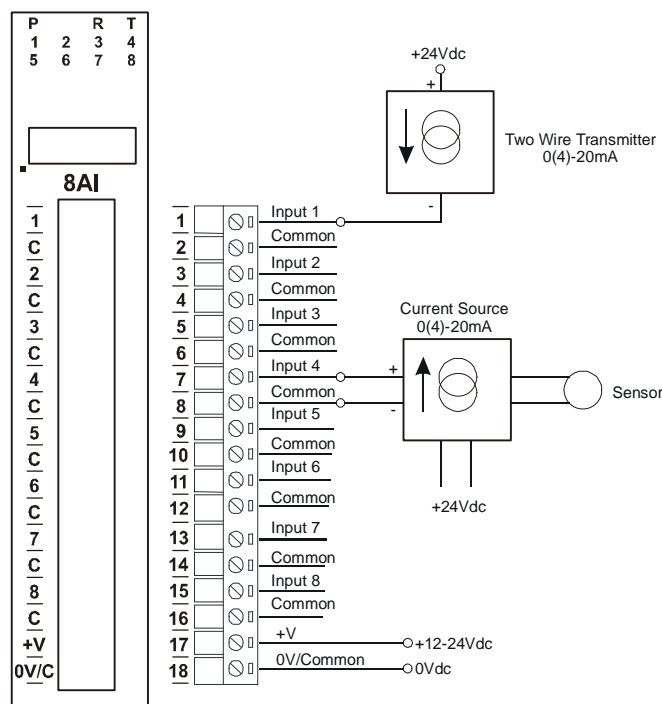 P R T
1 2 3 4
5 6 7 8
8AI
1
C
2
C
3
C
4
C
5
C
6
C
7
C
8
C
+V
0V/C
1 Input 1
2 Common
3 Input 2
4 Common
5 Input 3
6 Common
7 Input 4
8 Common
9 Input 5
10 Common
11 Input 6
12 Common
13 Input 7
14 Common
15 Input 8
16 Common
17 +V +12-24Vdc
18 0V/Common 0Vdc
+24Vdc
+
Two Wire Transmitter
0(4)-20mA
-
Current Source
0(4)-20mA
+
-
Sensor
+24Vdc